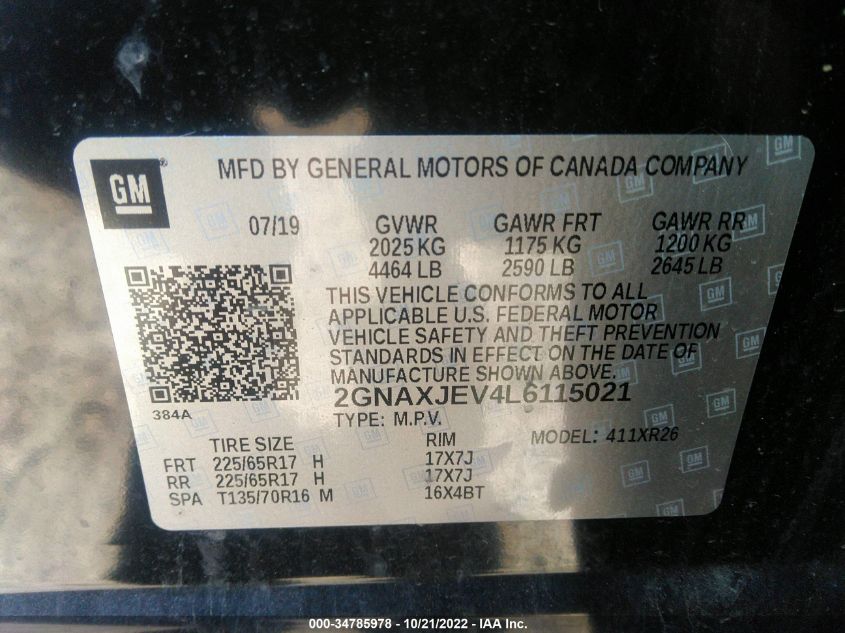 GM
MFD BY GENERAL MOTORS OF CANADA COMPANY
07/19 GVWR GAWR FRT GAWR RR
2025 KG 1175 KG 1200 KG
4464 LB 2590 LB 2645 LB
THIS VEHICLE CONFORMS TO ALL
APPLICABLE U.S. FEDERAL MOTOR
VEHICLE SAFETY AND THEFT PREVENTION
STANDARDS IN EFFECT ON THE DATE OF
MANUFACTURE SHOWN ABOVE.
2GNAXJEV4L6115021
384A
TYPE: M.P.V.
TIRE SIZE RIM MODEL: 411XR26
FRT 225/65R17 H 17X7J
RR 225/65R17 H 17X7J
SPA T135/70R16 M 16X4BT
000-34785978 - 10/21/2022 - IAA Inc.